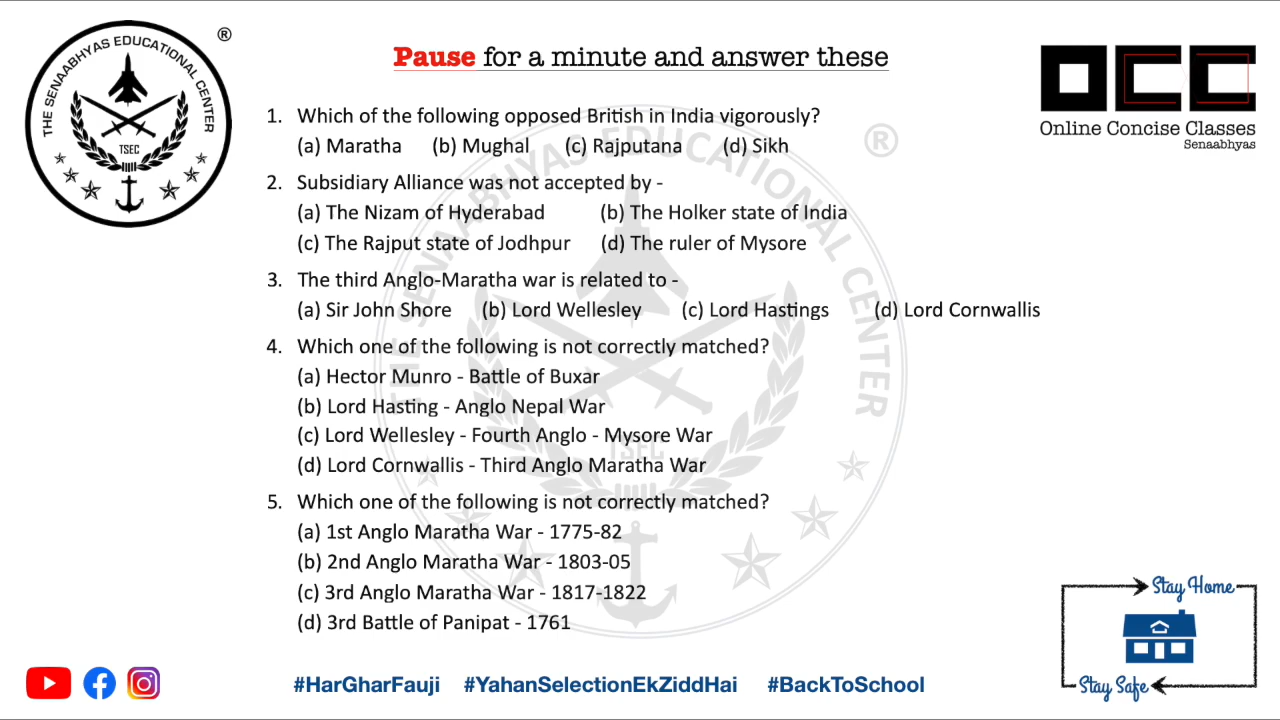 THE SENAABHYAS EDUCATIONAL CENTER
®
TSEC
Pause for a minute and answer these
OCC
Online Concise Classes
Senaabhyas
1. Which of the following opposed British in India vigorously?
(a) Maratha (b) Mughal (c) Rajputana (d) Sikh
2. Subsidiary Alliance was not accepted by -
(a) The Nizam of Hyderabad (b) The Holker state of India
(c) The Rajput state of Jodhpur (d) The ruler of Mysore
3. The third Anglo-Maratha war is related to -
(a) Sir John Shore (b) Lord Wellesley (c) Lord Hastings (d) Lord Cornwallis
4. Which one of the following is not correctly matched?
(a) Hector Munro - Battle of Buxar
(b) Lord Hasting - Anglo Nepal War
(c) Lord Wellesley - Fourth Anglo - Mysore War
(d) Lord Cornwallis - Third Anglo Maratha War
5. Which one of the following is not correctly matched?
(a) 1st Anglo Maratha War - 1775-82
(b) 2nd Anglo Maratha War - 1803-05
(c) 3rd Anglo Maratha War - 1817-1822
(d) 3rd Battle of Panipat - 1761
THE SENAABHYAS EDUCATIONAL CENTER
®
TSEC
Stay Home
Stay Safe
#HarGharFauji #YahanSelectionEkZiddHai #BackToSchool